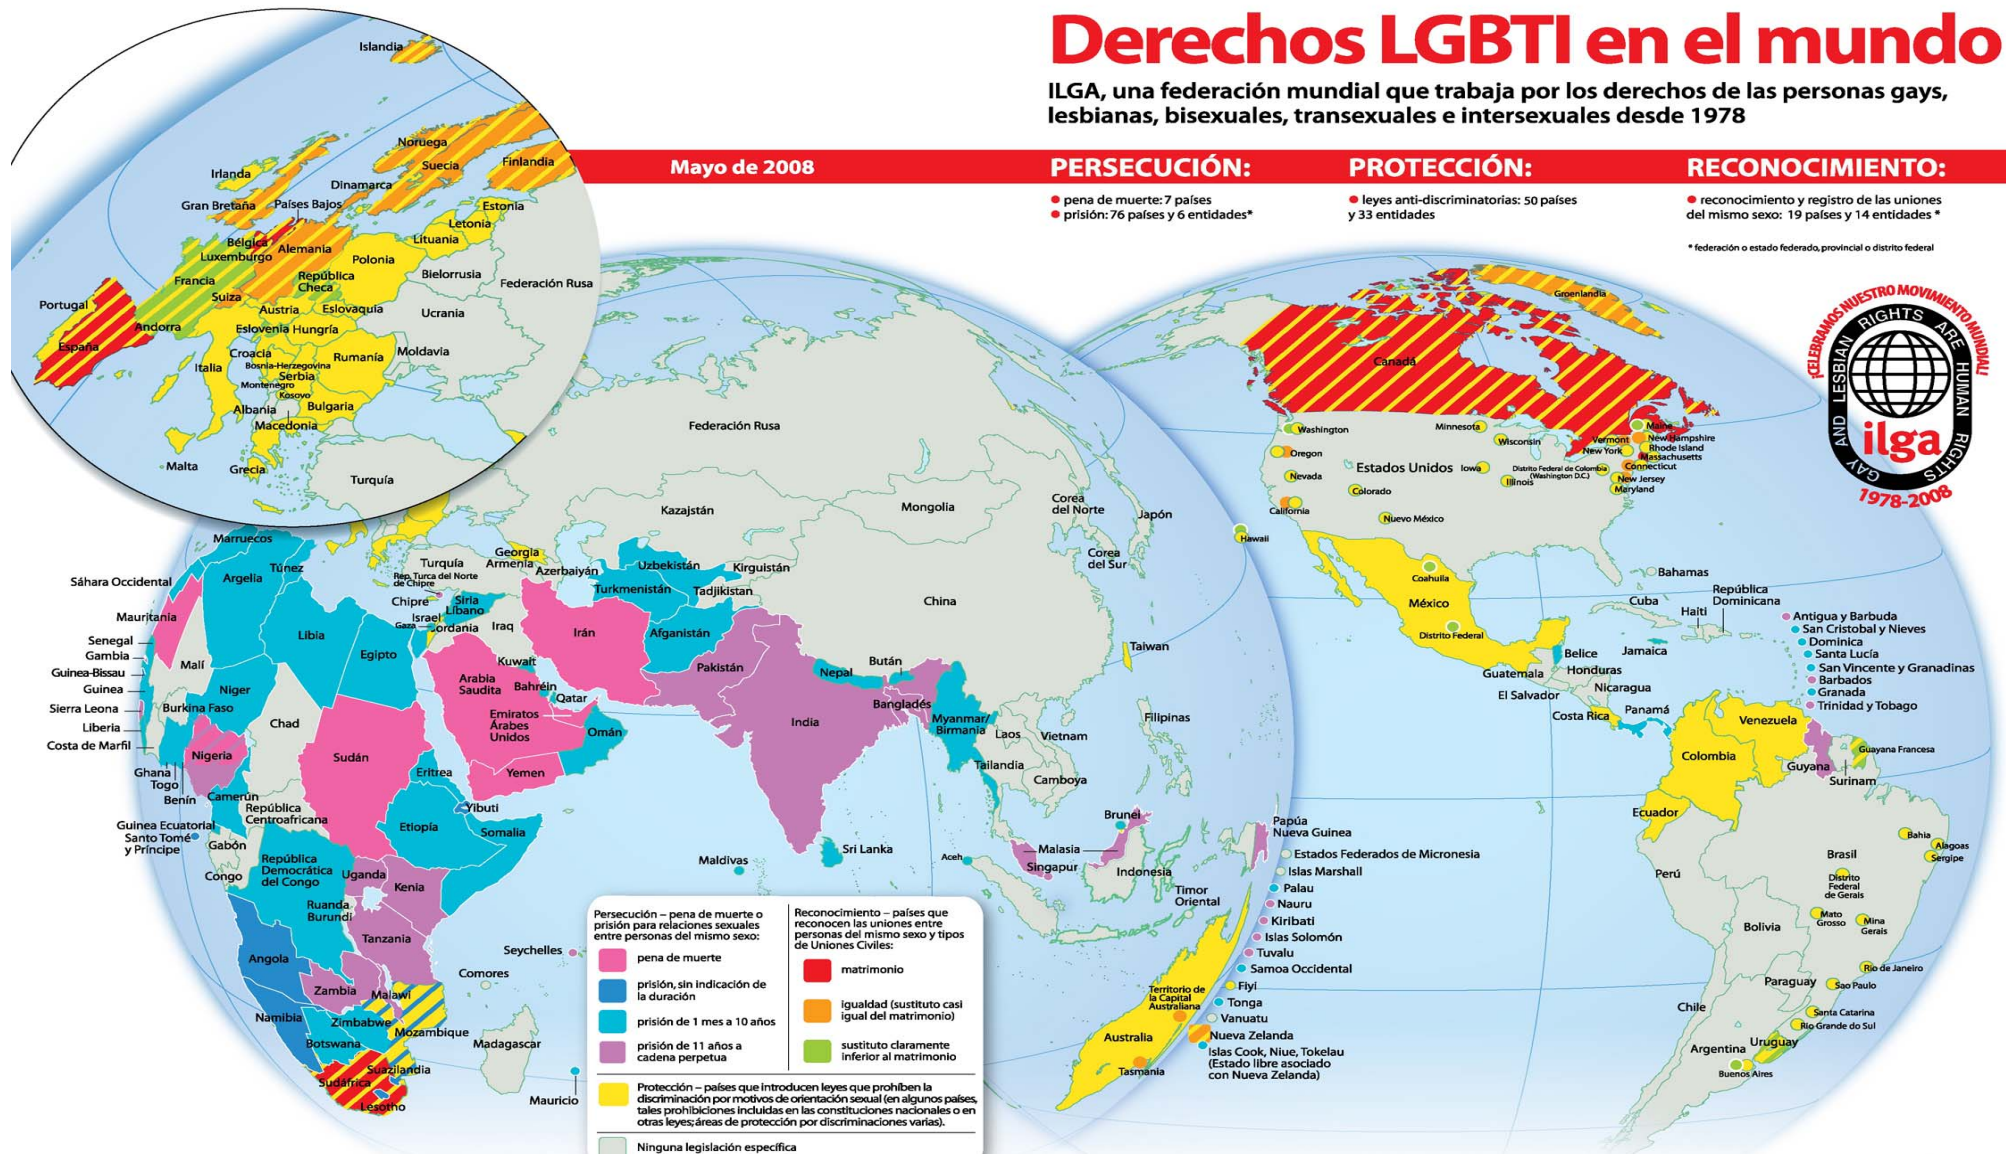 Derechos LGBTI en el mundo
ILGA, una federación mundial que trabaja por los derechos de las personas gays,
lesbianas, bisexuales, transexuales e intersexuales desde 1978
Mayo de 2008
PERSECUCIÓN:
• pena de muerte: 7 países
• prisión: 76 países y 6 entidades*
PROTECCIÓN:
• leyes anti-discriminatorias: 50 países
y 33 entidades
RECONOCIMIENTO:
• reconocimiento y registro de las uniones
del mismo sexo: 19 países y 14 entidades *
* federación o estado federado, provincial o distrito federal
¡CELEBRAMOS NUESTRO MOVIMIENTO MUNDIAL!
GAY AND LESBIAN RIGHTS ARE HUMAN RIGHTS
ilga
1978-2008
Islandia
Noruega
Suecia
Finlandia
Irlanda
Dinamarca
Gran Bretaña
Países Bajos
Estonia
Letonia
Lituania
Bélgica
Luxemburgo
Alemania
Polonia
Bielorrusia
Federación Rusa
Francia
República
Checa
Suiza
Portugal
Austria
Eslovaquia
Ucrania
Andorra
Eslovenia
Hungría
España
Croacia
Rumanía
Moldavia
Italia
Bosnia-Herzegovina
Serbia
Montenegro
Kosovo
Albania
Bulgaria
Macedonia
Malta
Grecia
Turquía
Federación Rusa
Kazajstán
Mongolia
Corea
del Norte
Japón
Corea
del Sur
China
Taiwan
Marruecos
Sáhara Occidental
Argelia
Túnez
Mauritania
Senegal
Gambia
Guinea-Bissau
Guinea
Sierra Leona
Liberia
Costa de Marfil
Malí
Burkina Faso
Niger
Libia
Egipto
Chad
Nigeria
Ghana
Togo
Benín
Camerún
República
Centroafricana
Guinea Ecuatorial
Santo Tomé
y Príncipe
Gabón
Congo
República
Democrática
del Congo
Sudán
Eritrea
Yibuti
Etiopía
Somalia
Uganda
Kenia
Ruanda
Burundi
Tanzania
Angola
Zambia
Malawi
Namibia
Zimbabwe
Mozambique
Botswana
Suazilandia
Sudáfrica
Lesotho
Madagascar
Comores
Seychelles
Mauricio
Turquía
Georgia
Armenia
Azerbaiyán
Rep. Turca del Norte
de Chipre
Chipre
Siria
Líbano
Israel
Gaza
Jordania
Iraq
Irán
Kuwait
Bahréin
Qatar
Arabia
Saudita
Emiratos
Árabes
Unidos
Omán
Yemen
Uzbekistán
Kirguistán
Turkmenistán
Tadjikistan
Afganistán
Pakistán
India
Nepal
Bután
Bangladés
Myanmar/
Birmania
Laos
Vietnam
Tailandia
Camboya
Filipinas
Sri Lanka
Maldivas
Aceh
Brunéi
Malasia
Singapur
Indonesia
Timor
Oriental
Papúa
Nueva Guinea
Estados Federados de Micronesia
Islas Marshall
Palau
Nauru
Kiribati
Islas Solomón
Tuvalu
Samoa Occidental
Fiyi
Tonga
Vanuatu
Nueva Zelanda
Islas Cook, Niue, Tokelau
(Estado libre asociado
con Nueva Zelanda)
Territorio de
la Capital
Australiana
Australia
Tasmania
Groenlandia
Canadá
Washington
Oregon
Nevada
California
Hawaii
Colorado
Nuevo México
Estados Unidos
Minnesota
Wisconsin
Iowa
Illinois
Distrito Federal de Colombia
(Washington D.C.)
Vermont
New York
Maine
New Hampshire
Rhode Island
Massachusetts
Connecticut
New Jersey
Maryland
Coahuila
México
Distrito Federal
Bahamas
Cuba
Haiti
República
Dominicana
Jamaica
Belice
Honduras
Guatemala
Nicaragua
El Salvador
Costa Rica
Panamá
Antigua y Barbuda
San Cristobal y Nieves
Dominica
Santa Lucía
San Vincente y Granadinas
Barbados
Granada
Trinidad y Tobago
Venezuela
Colombia
Guyana
Surinam
Guayana Francesa
Ecuador
Perú
Brasil
Bahia
Alagoas
Sergipe
Distrito
Federal
de Gerais
Mato
Grosso
Mina
Gerais
Bolivia
Rio de Janeiro
Paraguay
Sao Paulo
Santa Catarina
Rio Grande do Sul
Chile
Argentina
Uruguay
Buenos Aires
Persecución – pena de muerte o
prisión para relaciones sexuales
entre personas del mismo sexo:
pena de muerte
prisión, sin indicación de
la duración
prisión de 1 mes a 10 años
prisión de 11 años a
cadena perpetua
Reconocimiento – países que
reconocen las uniones entre
personas del mismo sexo y tipos
de Uniones Civiles:
matrimonio
igualdad (sustituto casi
igual del matrimonio)
sustituto claramente
inferior al matrimonio
Protección – países que introducen leyes que prohíben la
discriminación por motivos de orientación sexual (en algunos países,
tales prohibiciones incluidas en las constituciones nacionales o en
otras leyes; áreas de protección por discriminaciones varias).
Ninguna legislación específica